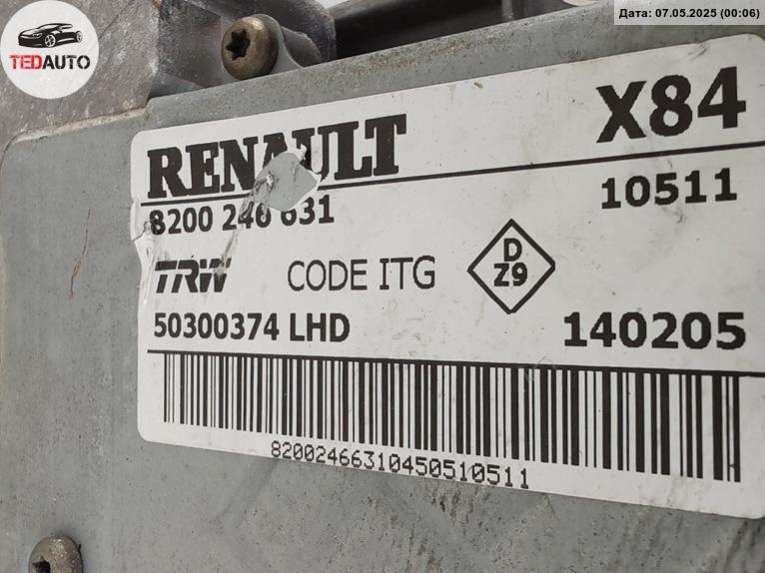 TEDAUTO
Дата: 07.05.2025 (00:06)
RENAULT
X84
8200 246 631
10511
TRW
CODE ITG
D
Z9
50300374 LHD
140205
82002466310450510511